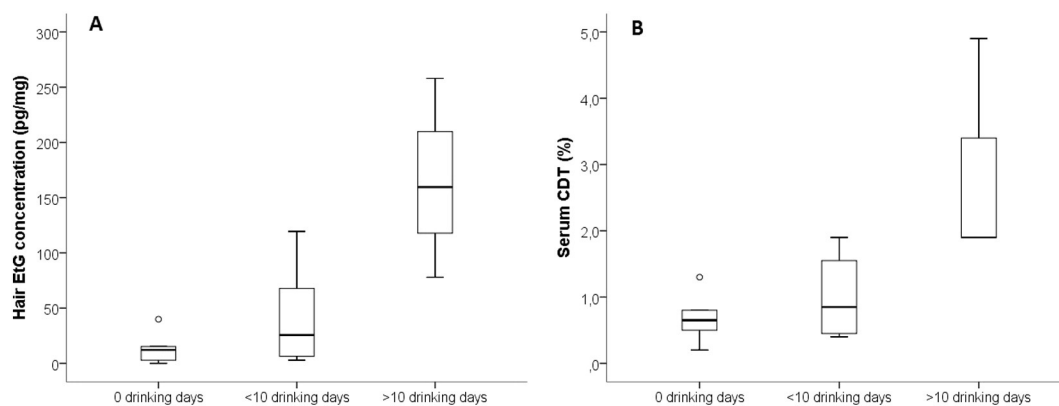 A
Hair EtG concentration (pg/mg)
300
250
200
150
100
50
0
0 drinking days <10 drinking days >10 drinking days
B
Serum CDT (%)
5,0
4,0
3,0
2,0
1,0
,0
0 drinking days <10 drinking days >10 drinking days